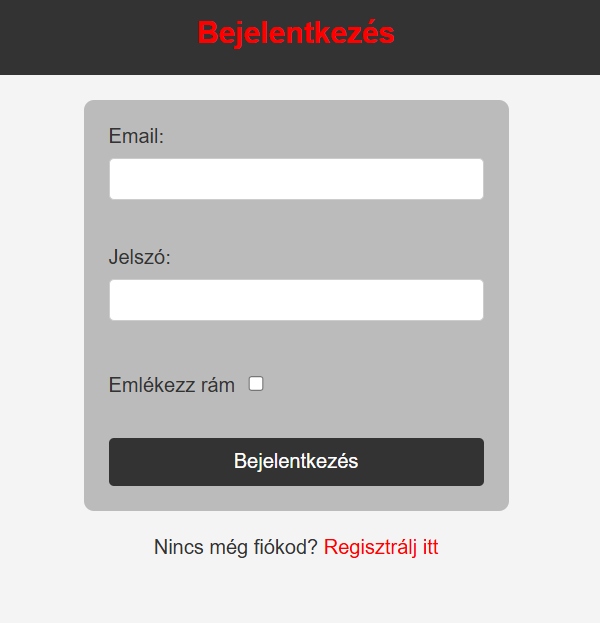 Bejelentkezés
Email:
Jelszó:
Emlékezz rám
Bejelentkezés
Nincs még fiókod? Regisztrálj itt